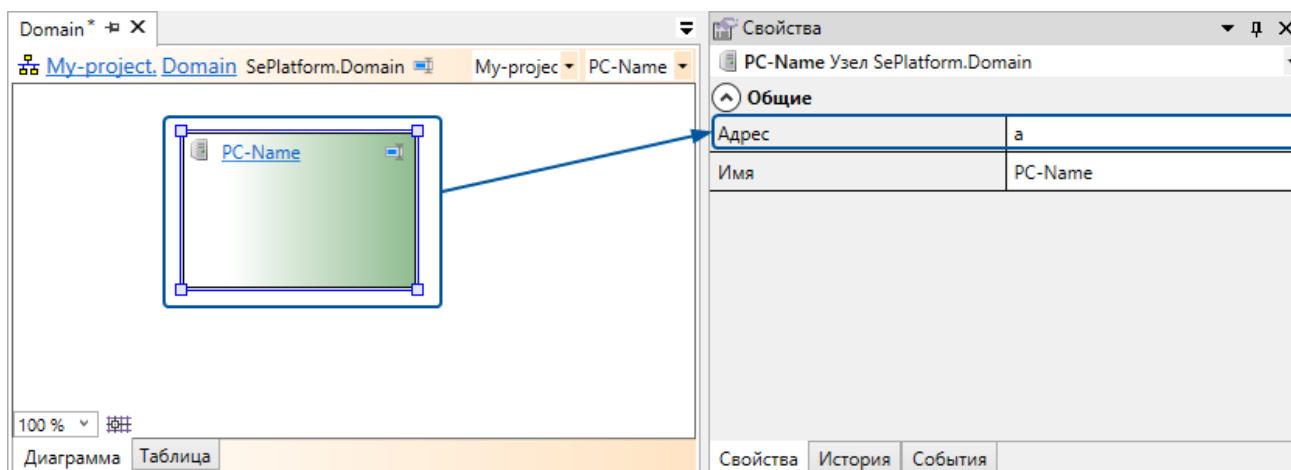 Domain*
My-project. Domain SePlatform.Domain My-projec PC-Name
PC-Name
100 %
Диаграмма Таблица
Свойства
PC-Name Узел SePlatform.Domain
Общие
Адрес a
Имя PC-Name
Свойства История События